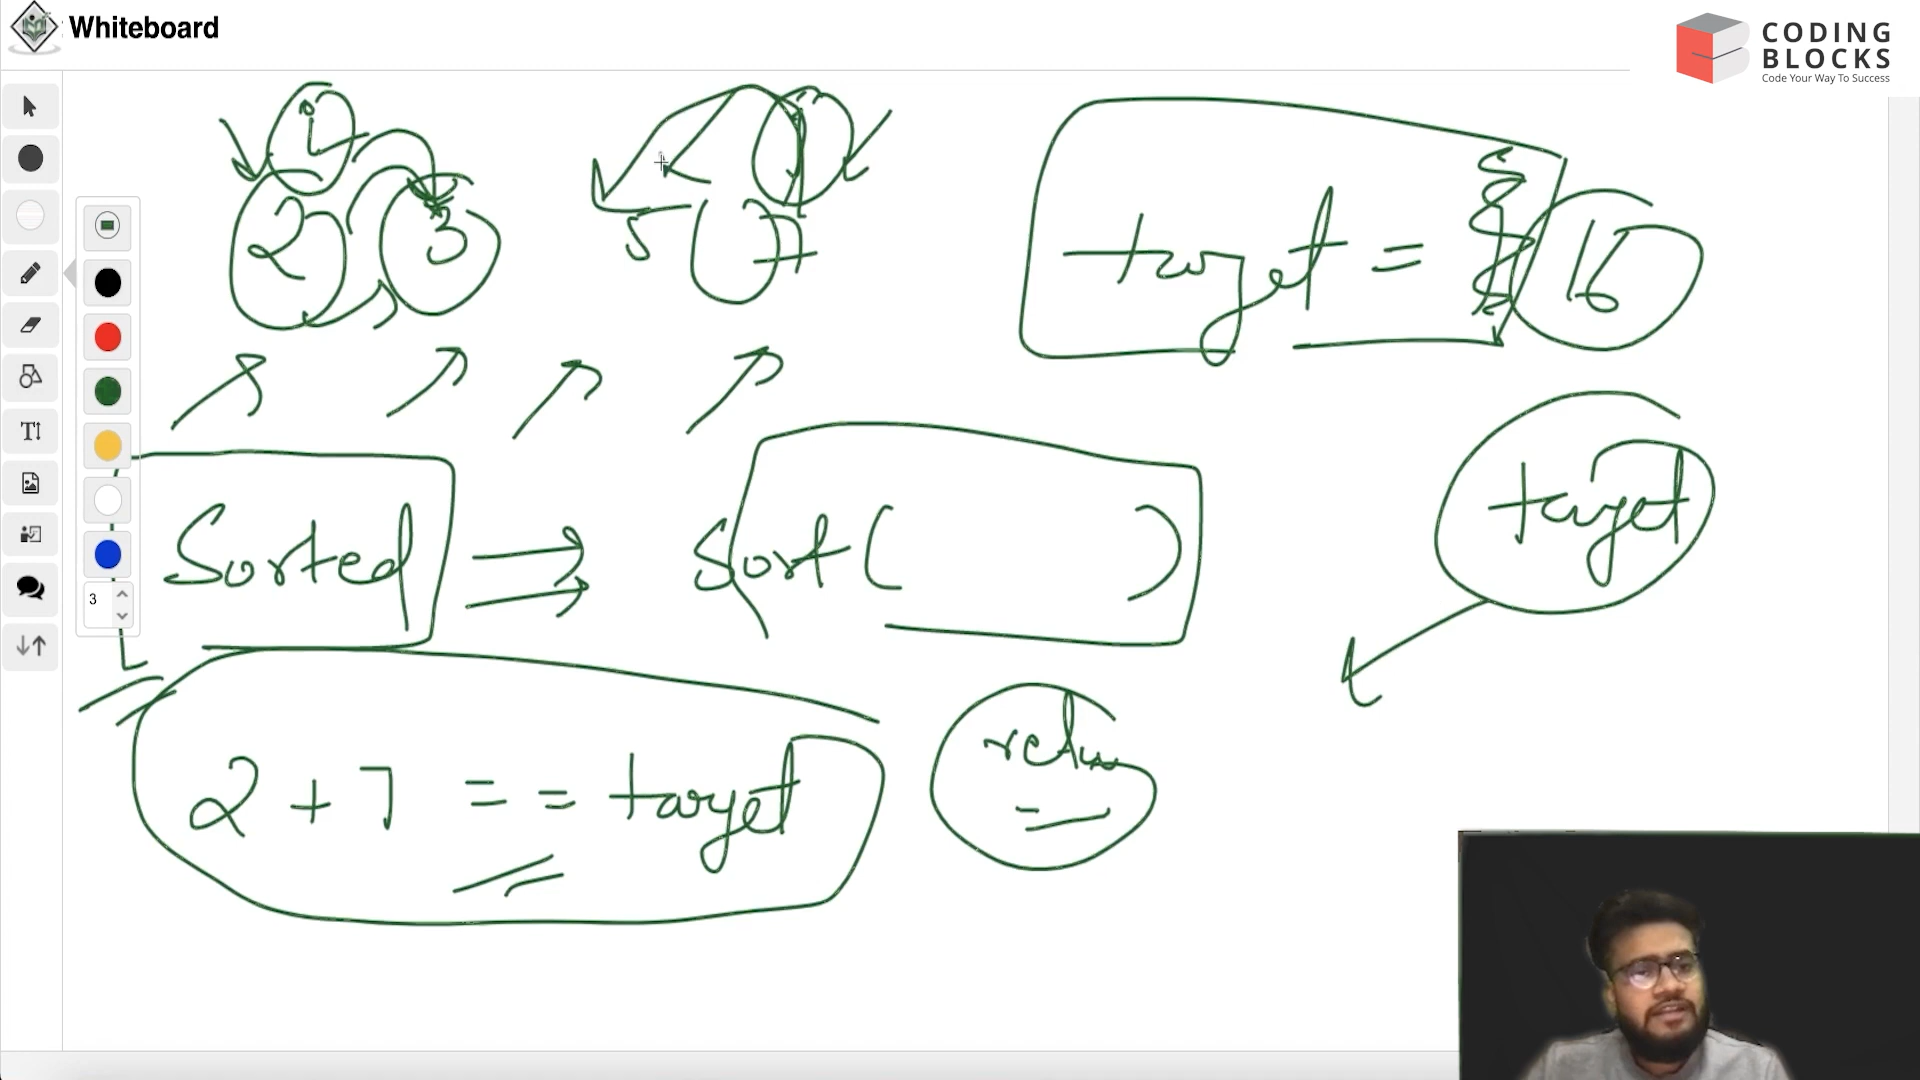 Whiteboard
CODING
BLOCKS
Code Your Way To Success
i j
2, 3 5 7
target = 16
target
Sorted Sort( )
3
2 + 7 == target
return